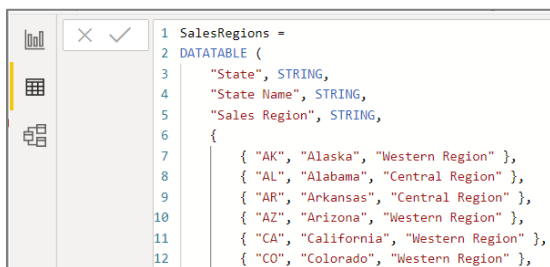 1 SalesRegions =
2 DATATABLE (
3 "State", STRING,
4 "State Name", STRING,
5 "Sales Region", STRING,
6 {
7 { "AK", "Alaska", "Western Region" },
8 { "AL", "Alabama", "Central Region" },
9 { "AR", "Arkansas", "Central Region" },
10 { "AZ", "Arizona", "Western Region" },
11 { "CA", "California", "Western Region" },
12 { "CO", "Colorado", "Western Region" },